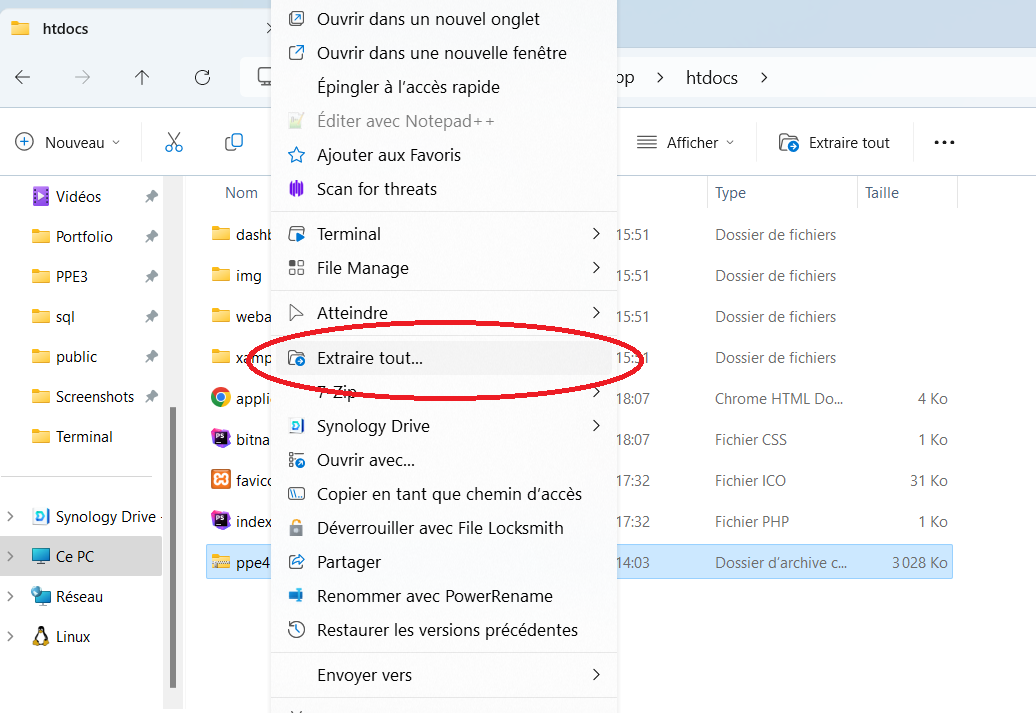 htdocs
pp > htdocs >
Nouveau
Afficher
Extraire tout
Ouvrir dans un nouvel onglet
Ouvrir dans une nouvelle fenêtre
Épingler à l'accès rapide
Éditer avec Notepad++
Ajouter aux Favoris
Scan for threats
Terminal
File Manage
Atteindre
Extraire tout...
7-Zip
Synology Drive
Ouvrir avec...
Copier en tant que chemin d'accès
Déverrouiller avec File Locksmith
Partager
Renommer avec PowerRename
Restaurer les versions précédentes
Envoyer vers
Vidéos
Portfolio
PPE3
sql
public
Screenshots
Terminal
Synology Drive -
Ce PC
Réseau
Linux
Nom Type Taille
dashb 15:51 Dossier de fichiers
img 15:51 Dossier de fichiers
weba 15:51 Dossier de fichiers
xamp 15:51 Dossier de fichiers
applic 18:07 Chrome HTML Do... 4 Ko
bitna 18:07 Fichier CSS 1 Ko
favico 17:32 Fichier ICO 31 Ko
index 17:32 Fichier PHP 1 Ko
ppe4 14:03 Dossier d'archive c... 3 028 Ko